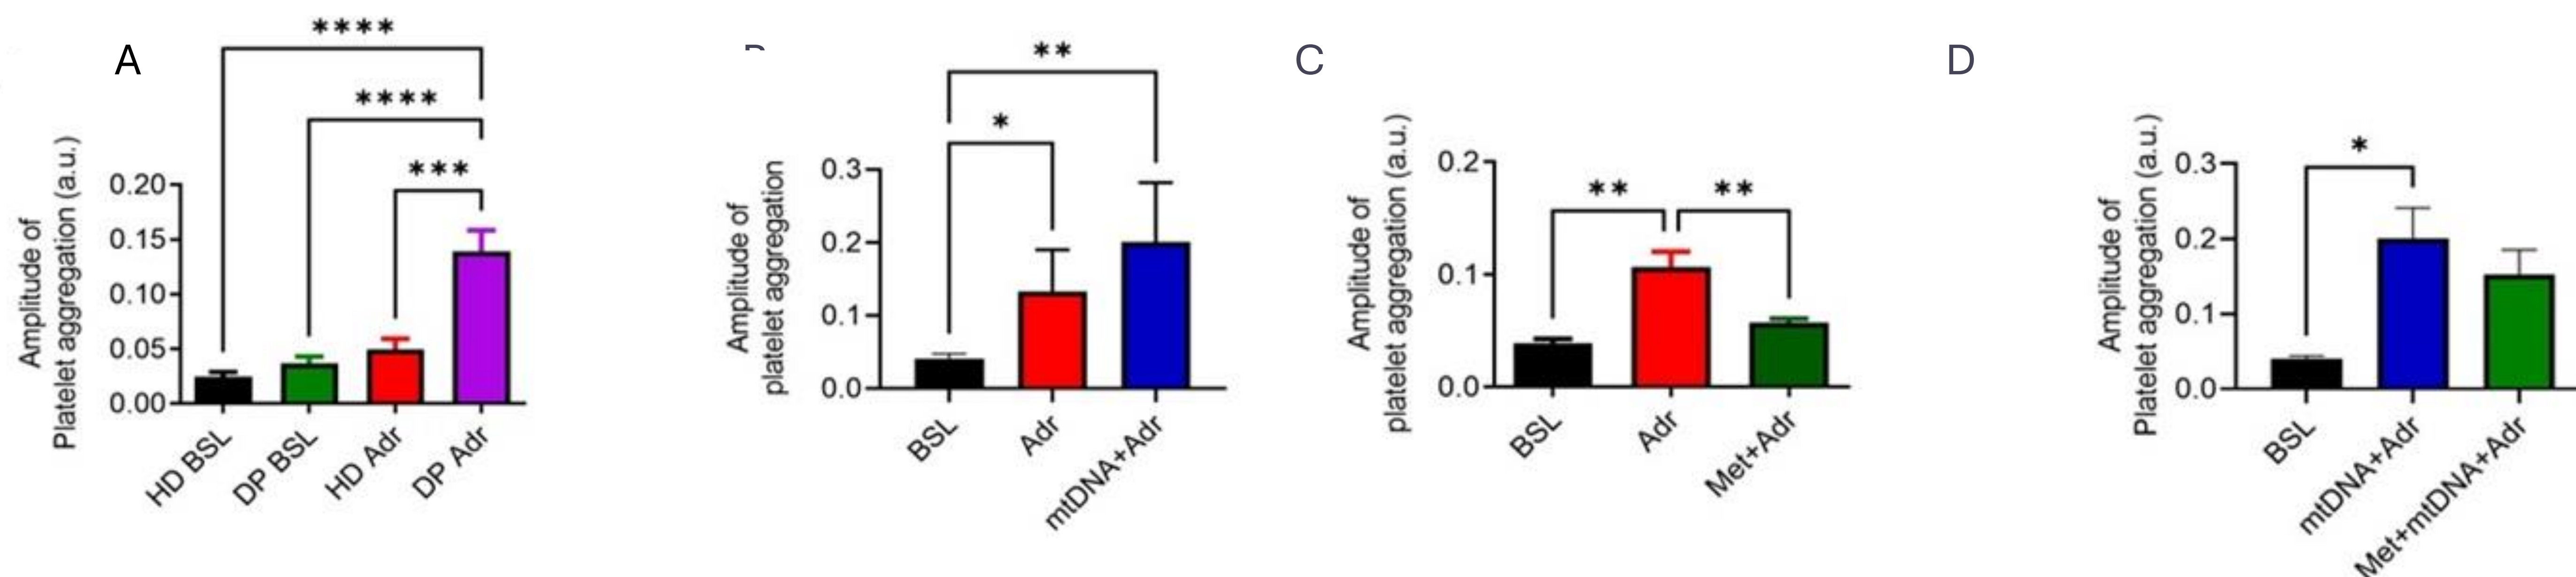 A
****
****
***
Amplitude of
Platelet aggregation (a.u.)
0.20
0.15
0.10
0.05
0.00
HD BSL
DP BSL
HD Adr
DP Adr
**
*
Amplitude of
platelet aggregation
0.3
0.2
0.1
0.0
BSL
Adr
mtDNA+Adr
C
**
**
Amplitude of
platelet aggregation (a.u.)
0.2
0.1
0.0
BSL
Adr
Met+Adr
D
*
Amplitude of
Platelet aggregation (a.u.)
0.3
0.2
0.1
0.0
BSL
mtDNA+Adr
Met+mtDNA+Adr